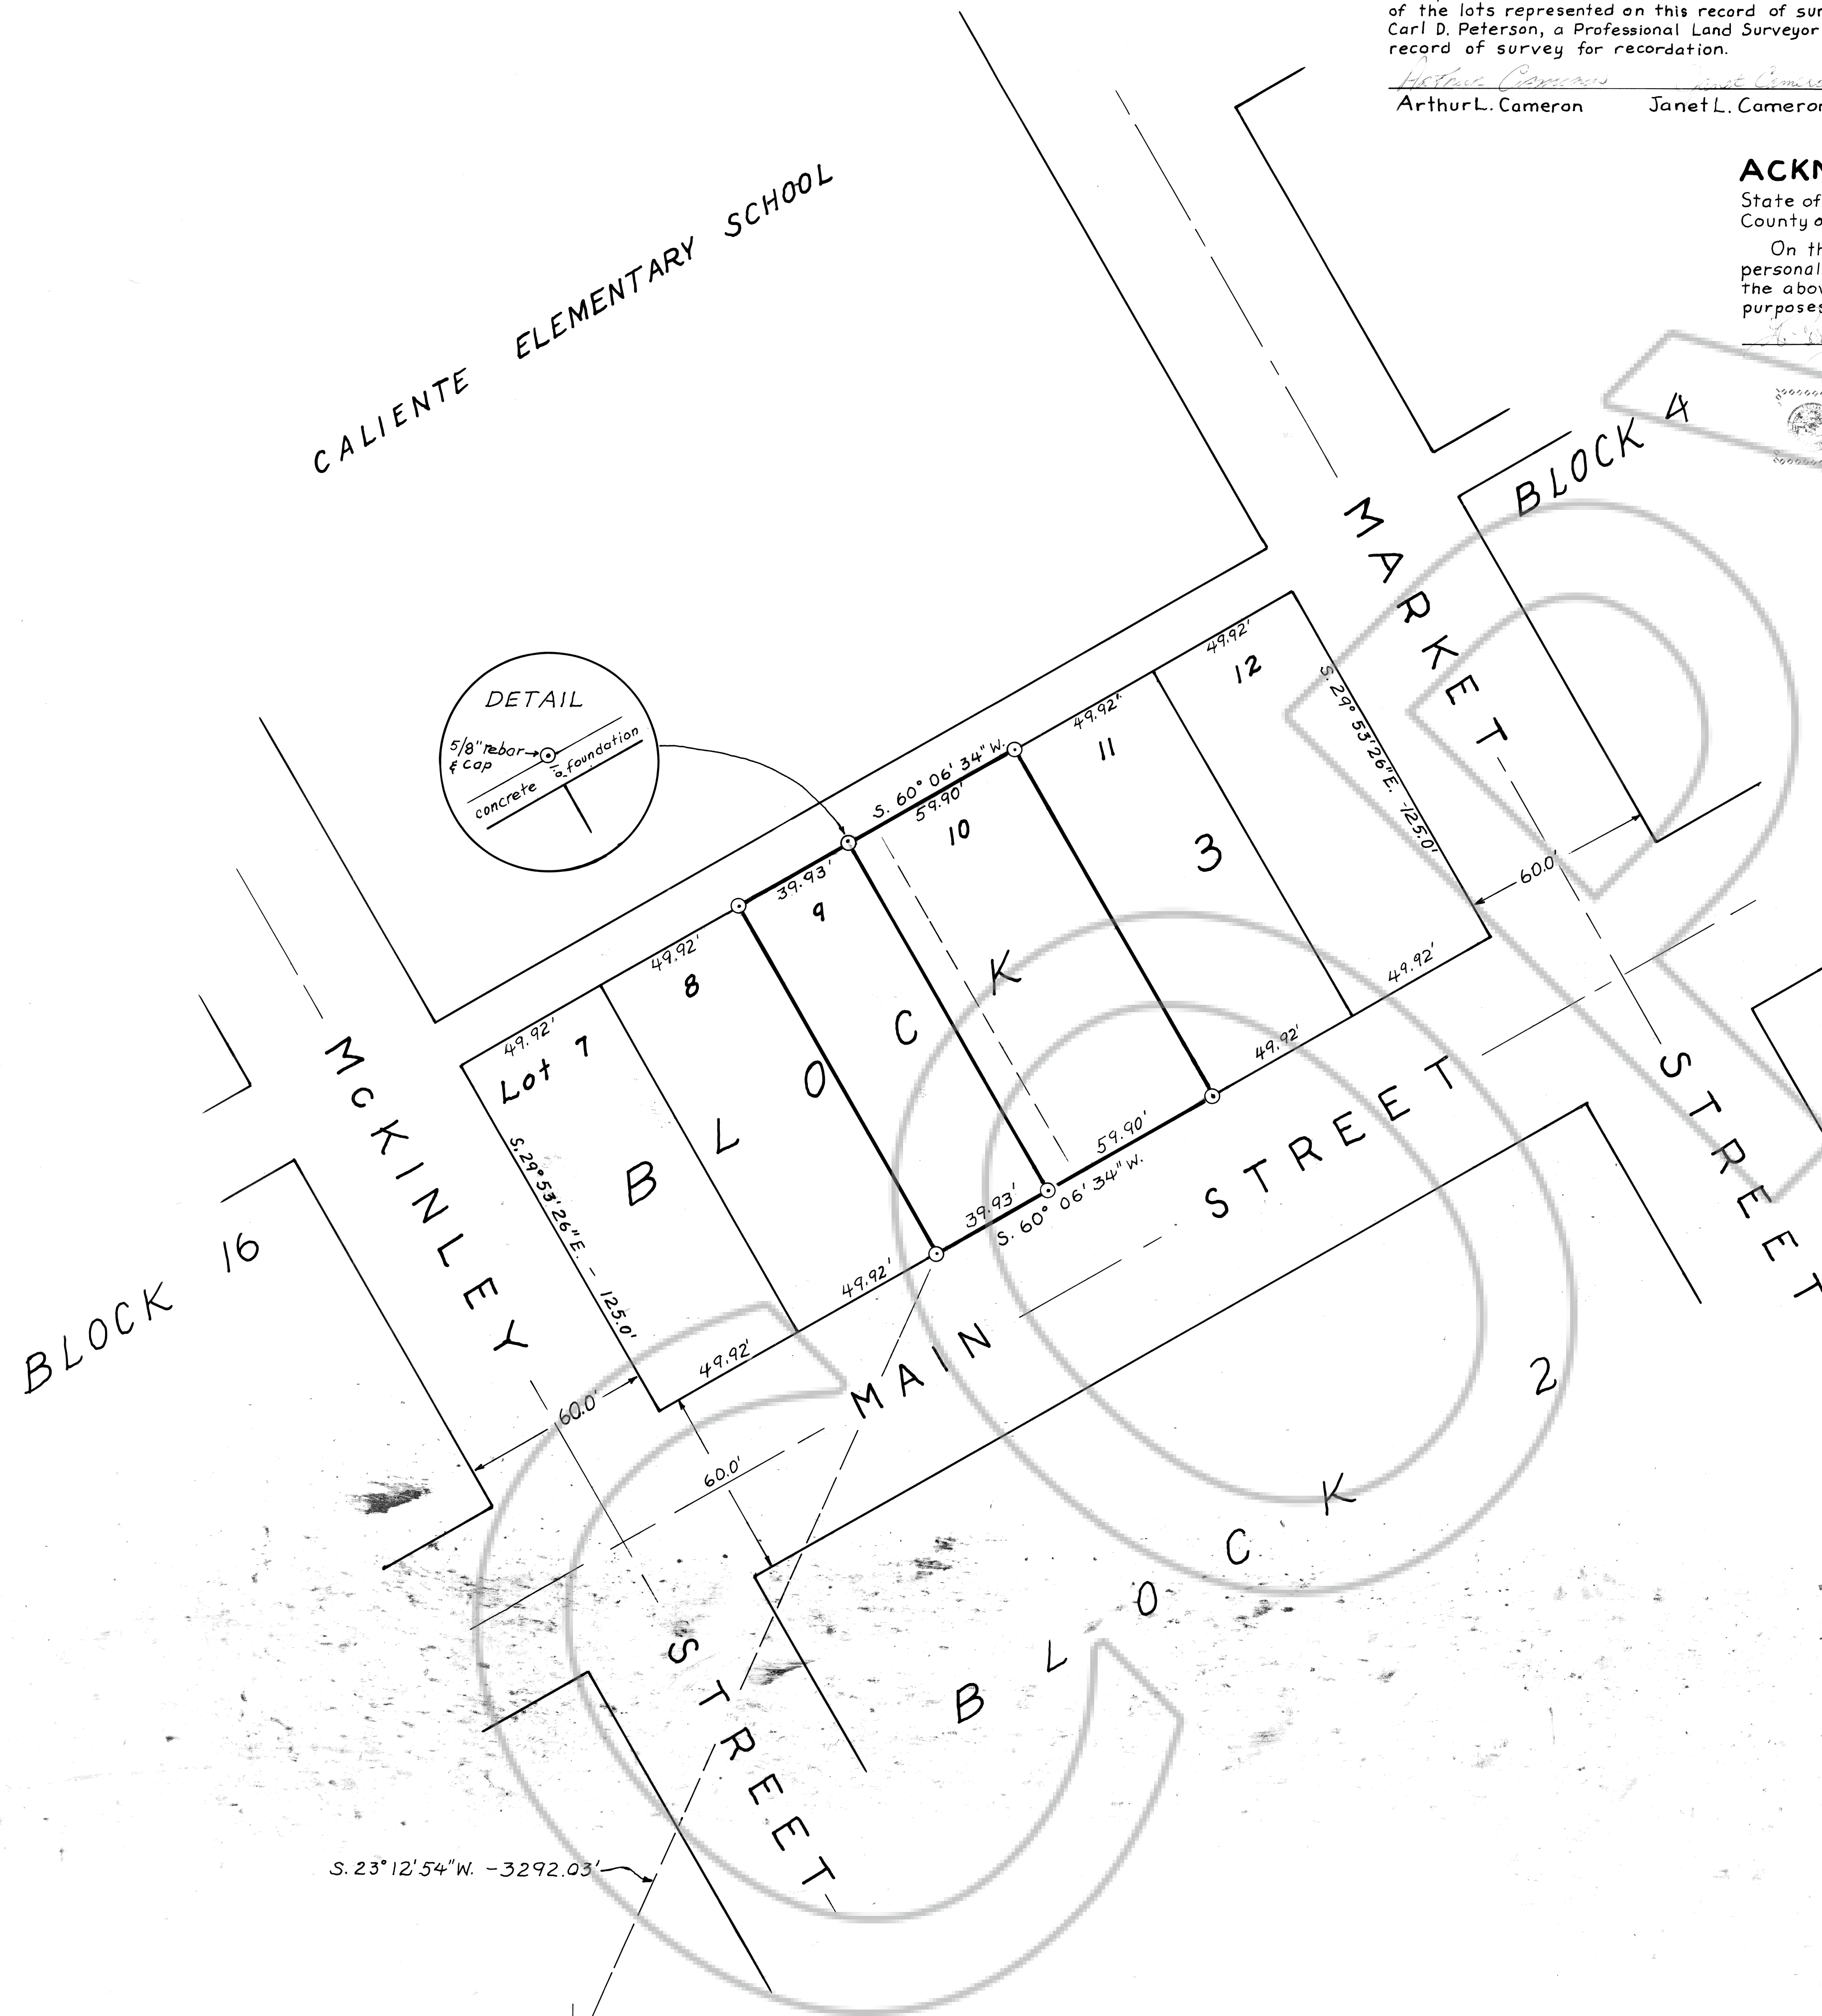 of the lots represented on this record of sur
Carl D. Peterson, a Professional Land Surveyor
record of survey for recordation.
Arthur L. Cameron
Janet L. Cameron
ACKN
State of
County o
On th
personal
the abov
purposes
CALIENTE ELEMENTARY SCHOOL
BLOCK 4
MARKET STREET
DETAIL
5/8" rebar
& Cap
1.0
concrete foundation
S. 60° 06' 34" W.
49.92'
49.92'
59.90'
39.93'
49.92'
49.92'
12
11
10
9
8
Lot 7
BLOCK 3
S. 29° 53' 26" E. - 125.0'
S. 29° 53' 26" E. - 125.0'
60.0'
49.92'
49.92'
59.90'
39.93'
49.92'
49.92'
S. 60° 06' 34" W.
MCKINLEY STREET
MAIN STREET
BLOCK 16
60.0'
60.0'
BLOCK 2
S. 23° 12' 54" W. - 3292.03'
COP